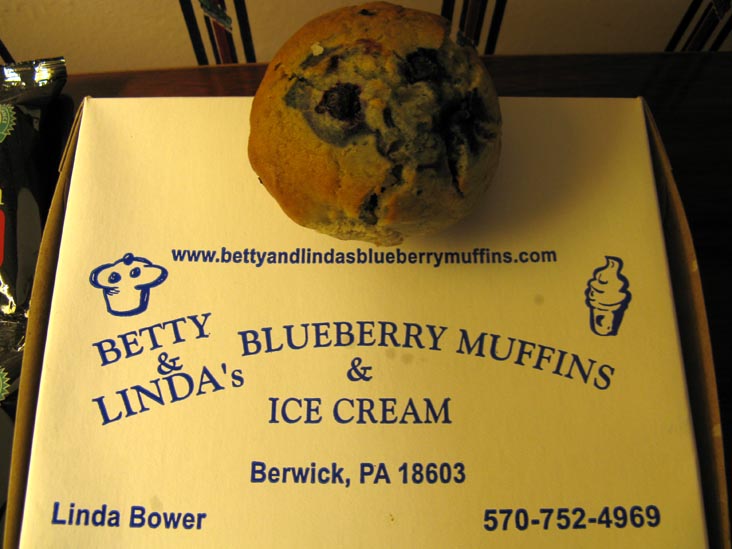 www.bettyandlindasblueberrymuffins.com
BETTY
&
LINDA's
BLUEBERRY MUFFINS
&
ICE CREAM
Berwick, PA 18603
Linda Bower
570-752-4969